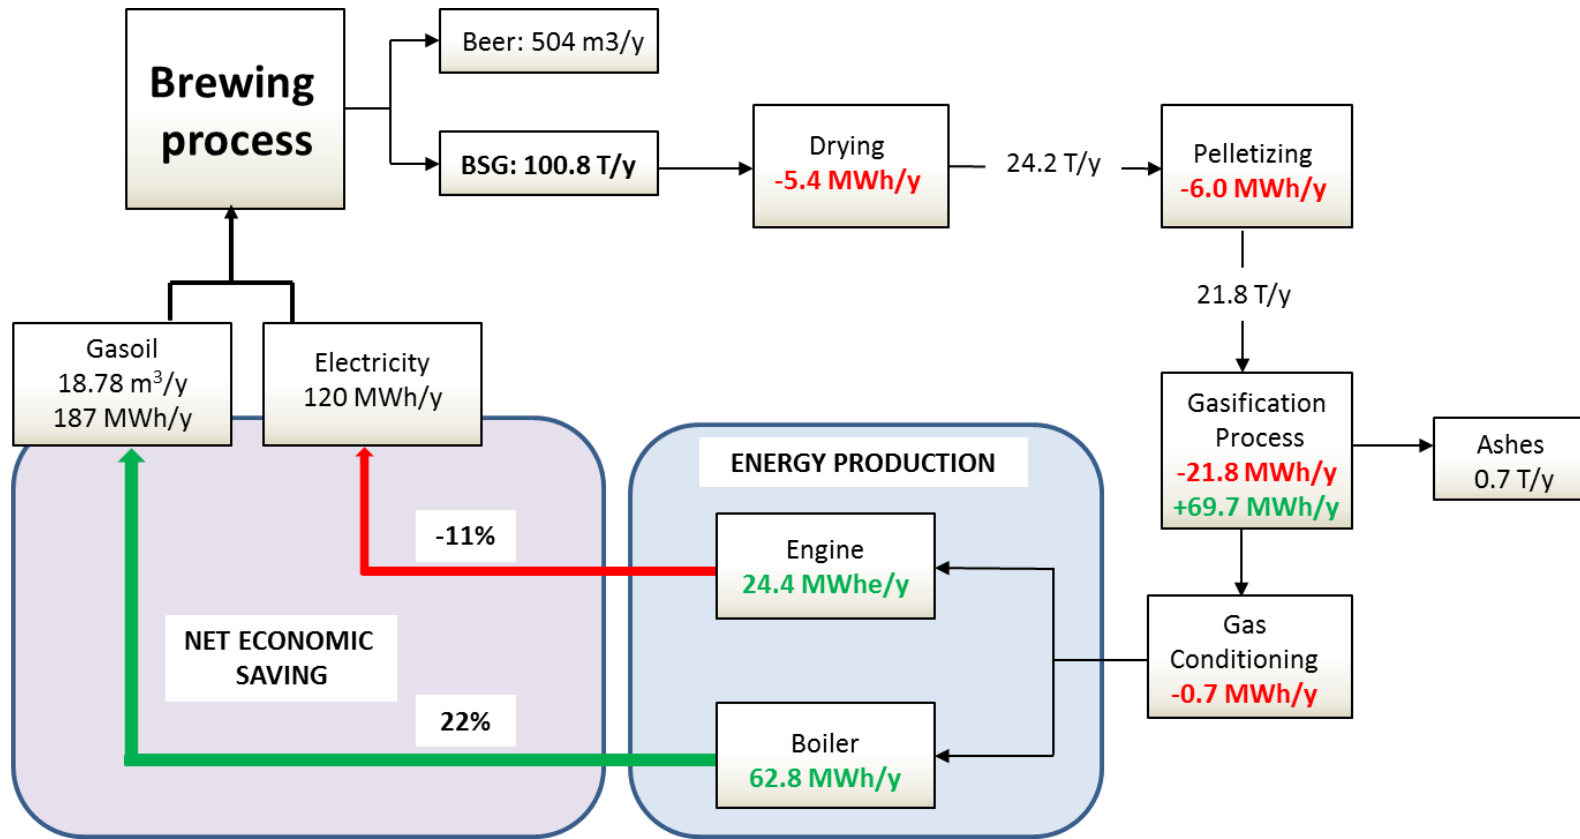 Brewing
process
Beer: 504 m3/y
BSG: 100.8 T/y
Drying
-5.4 MWh/y
24.2 T/y
Pelletizing
-6.0 MWh/y
21.8 T/y
Gasoil
18.78 m³/y
187 MWh/y
Electricity
120 MWh/y
Gasification
Process
-21.8 MWh/y
+69.7 MWh/y
Ashes
0.7 T/y
ENERGY PRODUCTION
-11%
Engine
24.4 MWhe/y
Gas
Conditioning
-0.7 MWh/y
NET ECONOMIC
SAVING
22%
Boiler
62.8 MWh/y